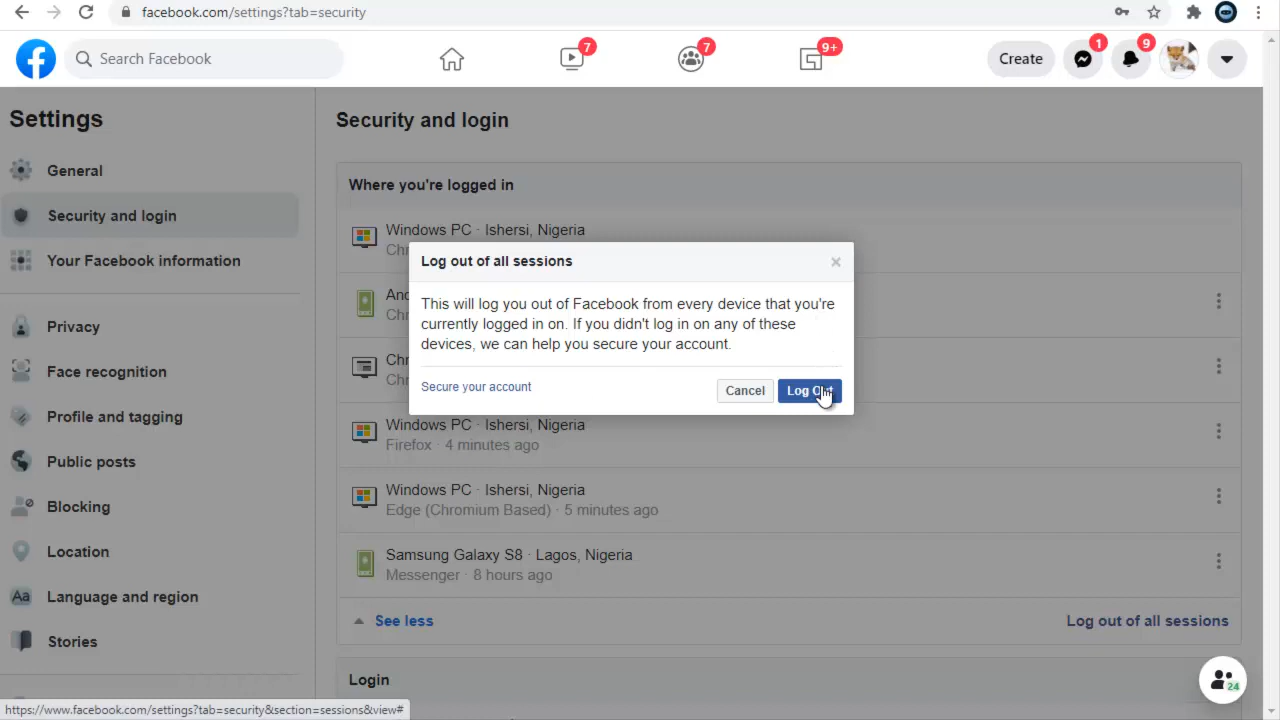 facebook.com/settings?tab=security
Search Facebook
7
7
9+
Create
1
9
Settings
General
Security and login
Your Facebook information
Privacy
Face recognition
Profile and tagging
Public posts
Blocking
Location
Aa
Language and region
Stories
Security and login
Where you're logged in
Windows PC · Ishersi, Nigeria
Log out of all sessions
This will log you out of Facebook from every device that you're
currently logged in on. If you didn't log in on any of these
devices, we can help you secure your account.
Secure your account
Cancel
Log Out
Windows PC · Ishersi, Nigeria
Firefox · 4 minutes ago
Windows PC · Ishersi, Nigeria
Edge (Chromium Based) · 5 minutes ago
Samsung Galaxy S8 · Lagos, Nigeria
Messenger · 8 hours ago
See less
Log out of all sessions
Login
24
https://www.facebook.com/settings?tab=security&section=sessions&view#